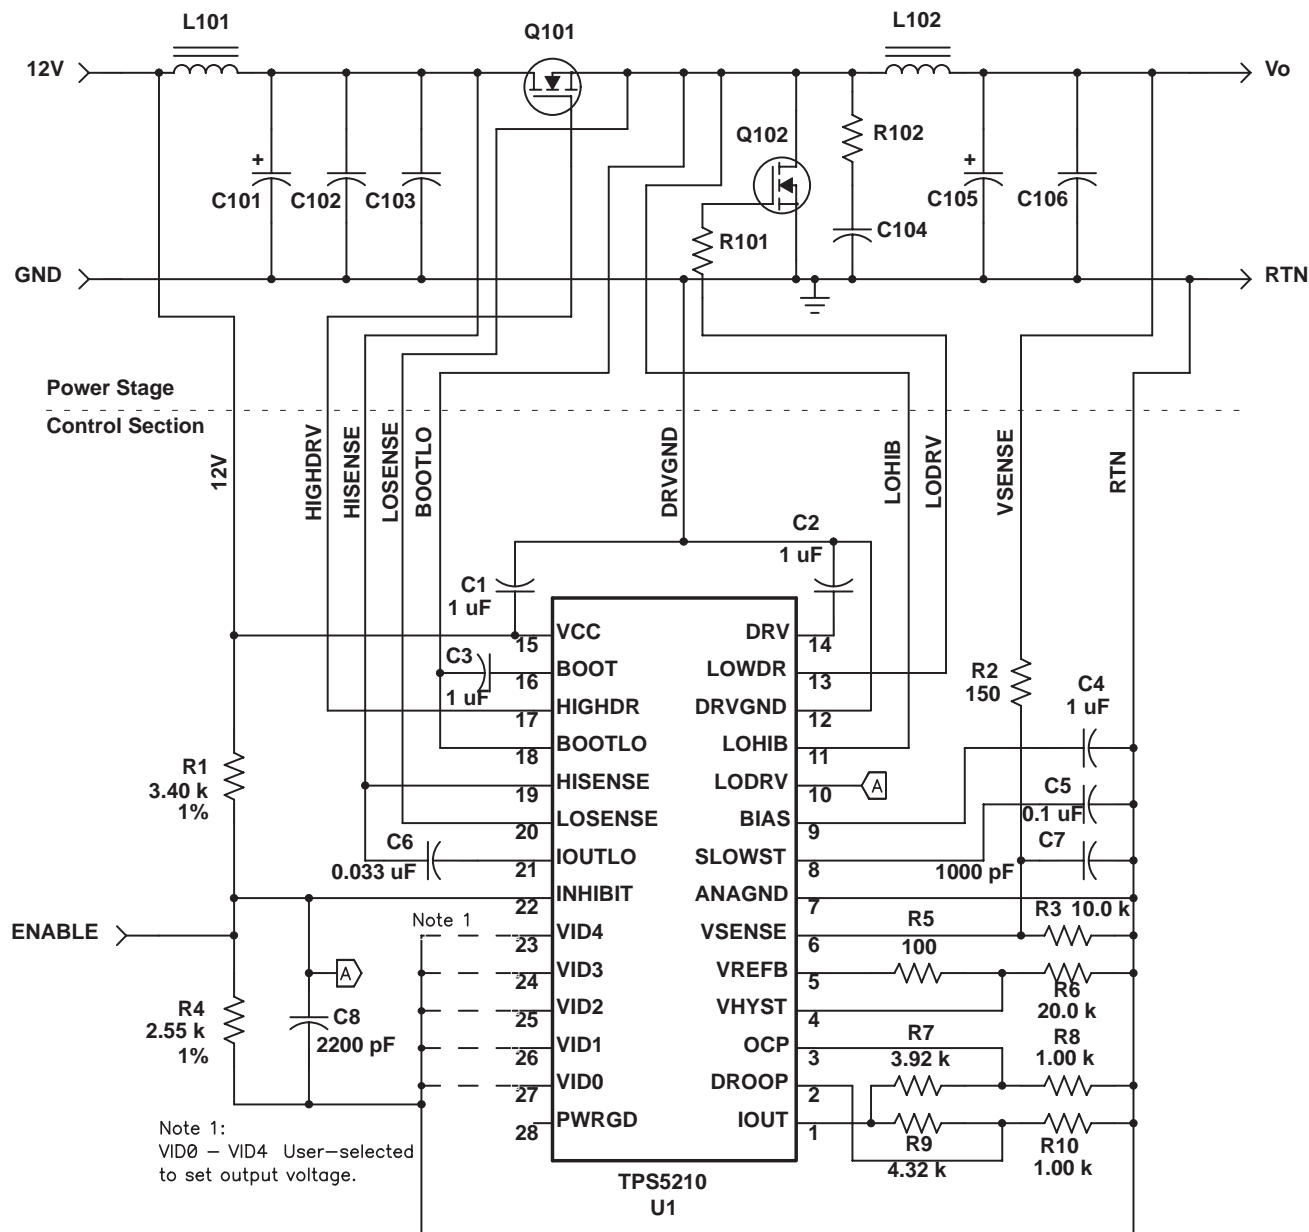 L101
Q101
L102
12V
Vo
Q102
R102
+
C101
C102
C103
+
C105
C106
R101
C104
GND
RTN
Power Stage
Control Section
12V
HIGHDRV
HISENSE
LOSENSE
BOOTLO
DRVGND
LOHIB
LODRV
VSENSE
RTN
C2
1 uF
C1
1 uF
VCC
15
DRV
14
C3
1 uF
BOOT
16
LOWDR
13
R2
150
C4
1 uF
HIGHDR
17
DRVGND
12
BOOTLO
18
LOHIB
11
R1
3.40 k
1%
HISENSE
19
LODRV
10
A
C5
0.1 uF
LOSENSE
20
BIAS
9
C6
0.033 uF
IOUTLO
21
SLOWST
8
C7
1000 pF
INHIBIT
22
ANAGND
7
ENABLE
Note 1
VID4
23
VSENSE
6
R5
100
R3 10.0 k
A
VID3
24
VREFB
5
R6
20.0 k
R4
2.55 k
1%
C8
2200 pF
VID2
25
VHYST
4
VID1
26
OCP
3
R7
3.92 k
R8
1.00 k
VID0
27
DROOP
2
PWRGD
28
IOUT
1
R9
4.32 k
R10
1.00 k
Note 1:
VID0 – VID4 User–selected
to set output voltage.
TPS5210
U1